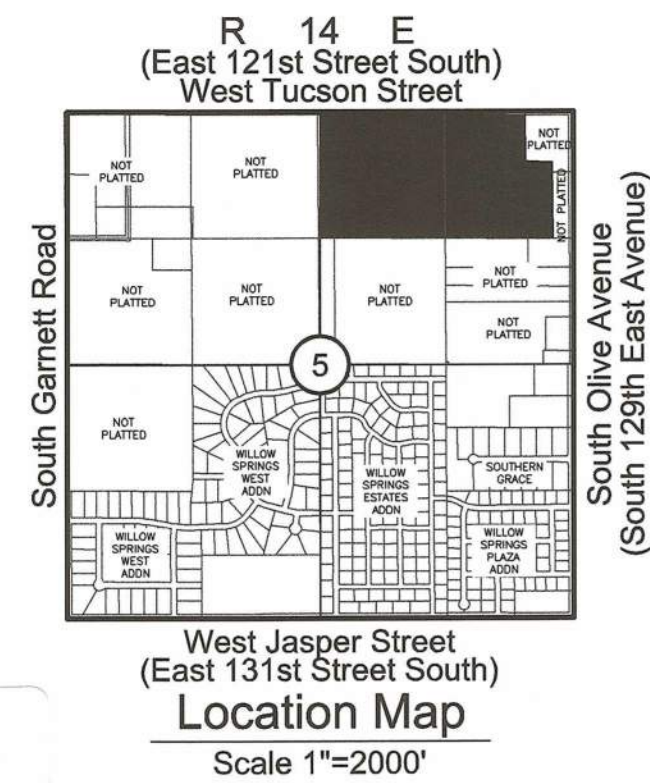 R 14 E
(East 121st Street South)
West Tucson Street
South Garnett Road
NOT
PLATTED
NOT
PLATTED
NOT
PLATTED
NOT PLATTED
NOT
PLATTED
NOT
PLATTED
NOT
PLATTED
NOT
PLATTED
NOT
PLATTED
5
NOT
PLATTED
WILLOW
SPRINGS
WEST
ADDN
WILLOW
SPRINGS
ESTATES
ADDN
SOUTHERN
GRACE
WILLOW
SPRINGS
WEST
ADDN
WILLOW
SPRINGS
PLAZA
ADDN
South Olive Avenue
(South 129th East Avenue)
West Jasper Street
(East 131st Street South)
Location Map
Scale 1"=2000'